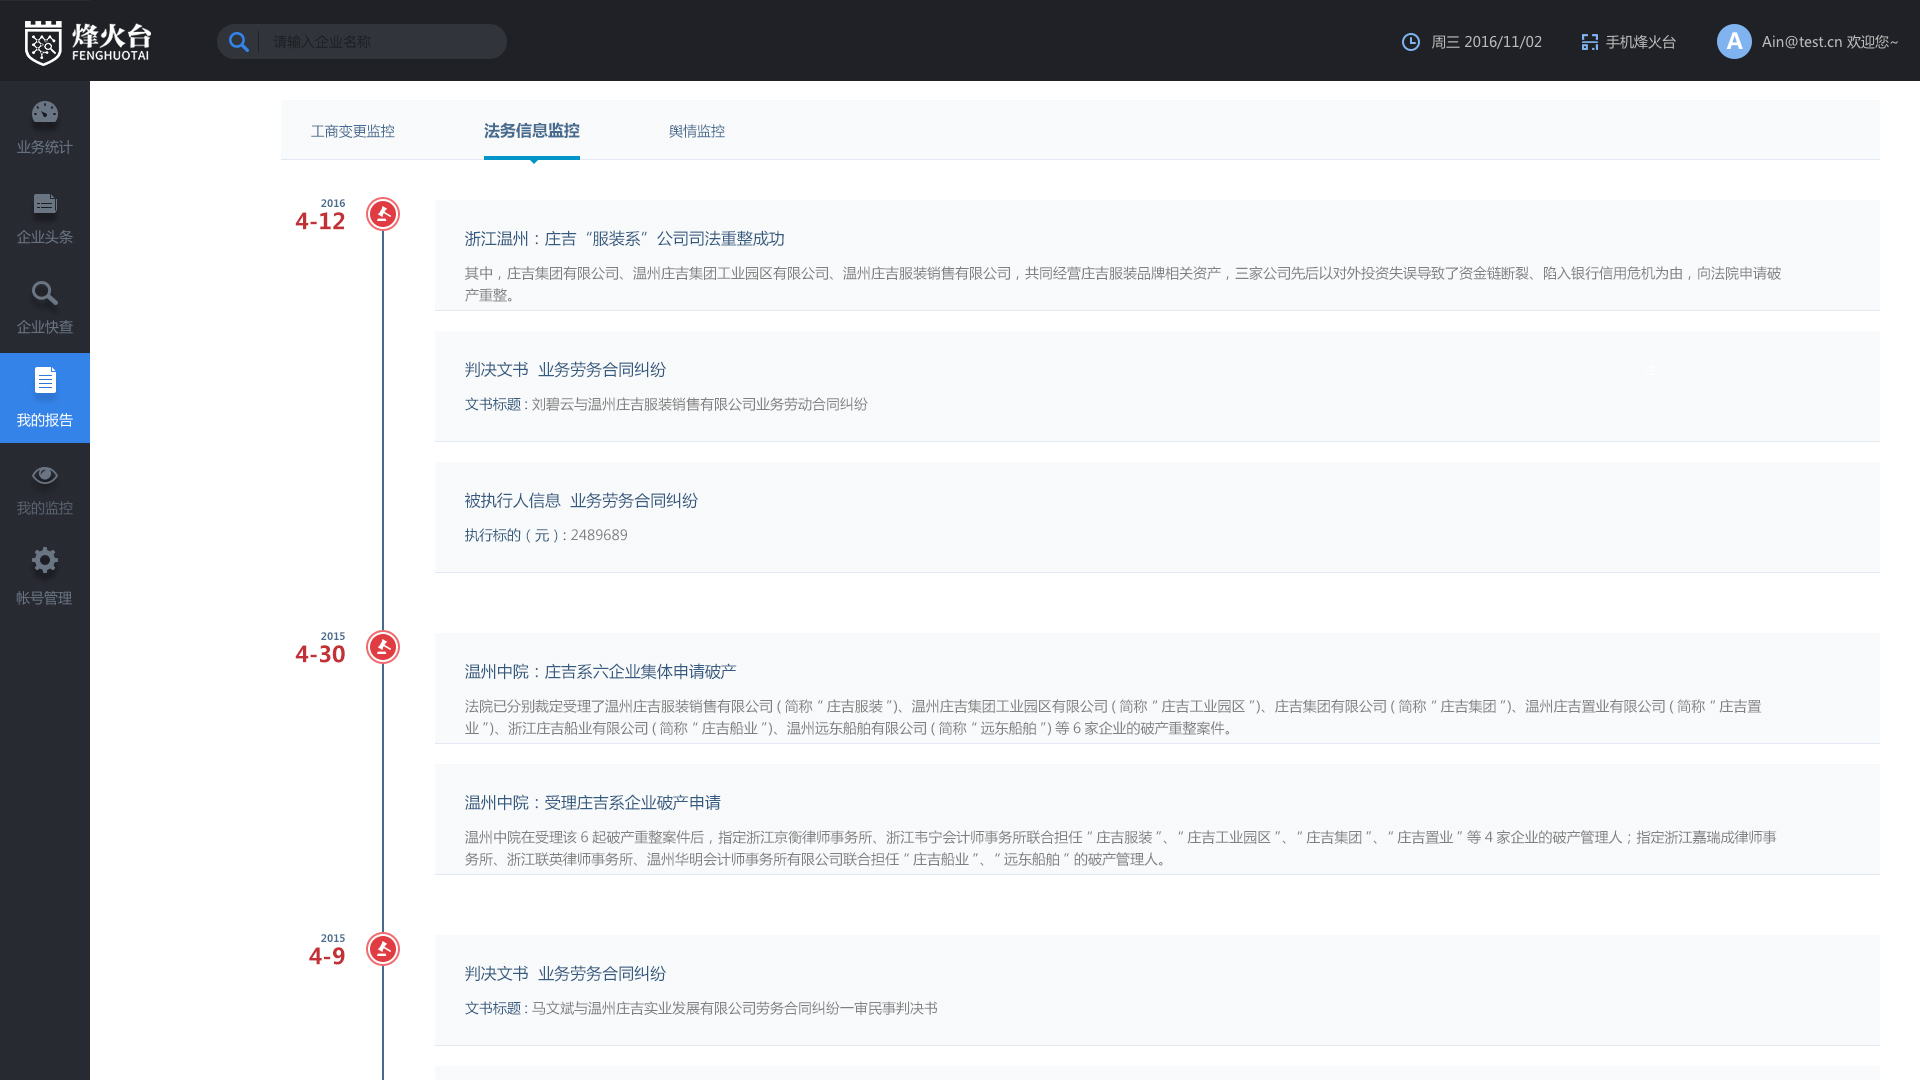 烽火台
FENGHUOTAI
请输入企业名称
周三 2016/11/02
手机烽火台
A
Ain@test.cn 欢迎您~
业务统计
企业头条
企业快查
我的报告
我的监控
帐号管理
工商变更监控
法务信息监控
舆情监控
2016
4-12
浙江温州：庄吉“服装系”公司司法重整成功
其中，庄吉集团有限公司、温州庄吉集团工业园区有限公司、温州庄吉服装销售有限公司，共同经营庄吉服装品牌相关资产，三家公司先后以对外投资失误导致了资金链断裂、陷入银行信用危机为由，向法院申请破
产重整。
判决文书 业务劳务合同纠纷
文书标题 : 刘碧云与温州庄吉服装销售有限公司业务劳动合同纠纷
被执行人信息 业务劳务合同纠纷
执行标的（元）: 2489689
2015
4-30
温州中院：庄吉系六企业集体申请破产
法院已分别裁定受理了温州庄吉服装销售有限公司 ( 简称 " 庄吉服装 ")、温州庄吉集团工业园区有限公司 ( 简称 " 庄吉工业园区 ")、庄吉集团有限公司 ( 简称 " 庄吉集团 ")、温州庄吉置业有限公司 ( 简称 " 庄吉置
业 ")、浙江庄吉船业有限公司 ( 简称 " 庄吉船业 ")、温州远东船舶有限公司 ( 简称 " 远东船舶 ") 等 6 家企业的破产重整案件。
温州中院：受理庄吉系企业破产申请
温州中院在受理该 6 起破产重整案件后，指定浙江京衡律师事务所、浙江韦宁会计师事务所联合担任 " 庄吉服装 "、" 庄吉工业园区 "、" 庄吉集团 "、" 庄吉置业 " 等 4 家企业的破产管理人；指定浙江嘉瑞成律师事
务所、浙江联英律师事务所、温州华明会计师事务所有限公司联合担任 " 庄吉船业 "、" 远东船舶 " 的破产管理人。
2015
4-9
判决文书 业务劳务合同纠纷
文书标题 : 马文斌与温州庄吉实业发展有限公司劳务合同纠纷一审民事判决书